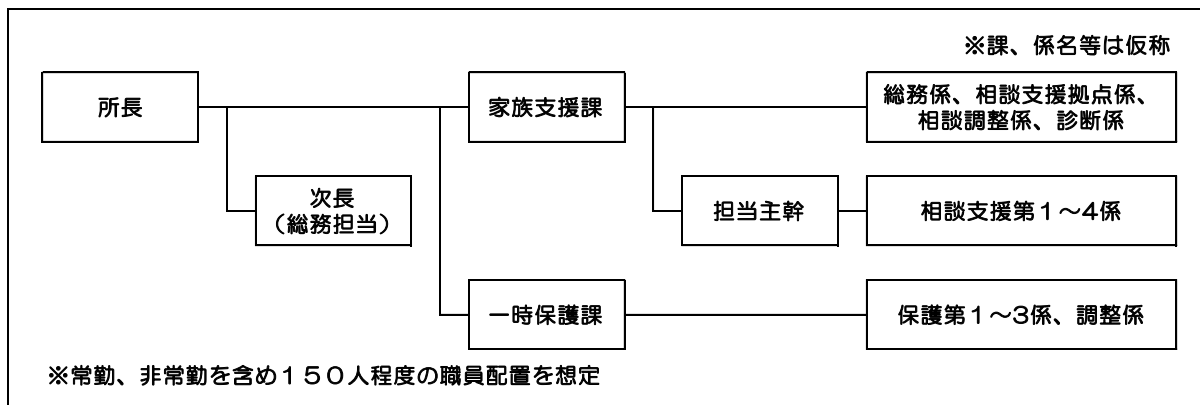 ※課、係名等は仮称
所長
家族支援課
総務係、相談支援拠点係、
相談調整係、診断係
次長
（総務担当）
担当主幹
相談支援第１～４係
一時保護課
保護第１～３係、調整係
※常勤、非常勤を含め１５０人程度の職員配置を想定